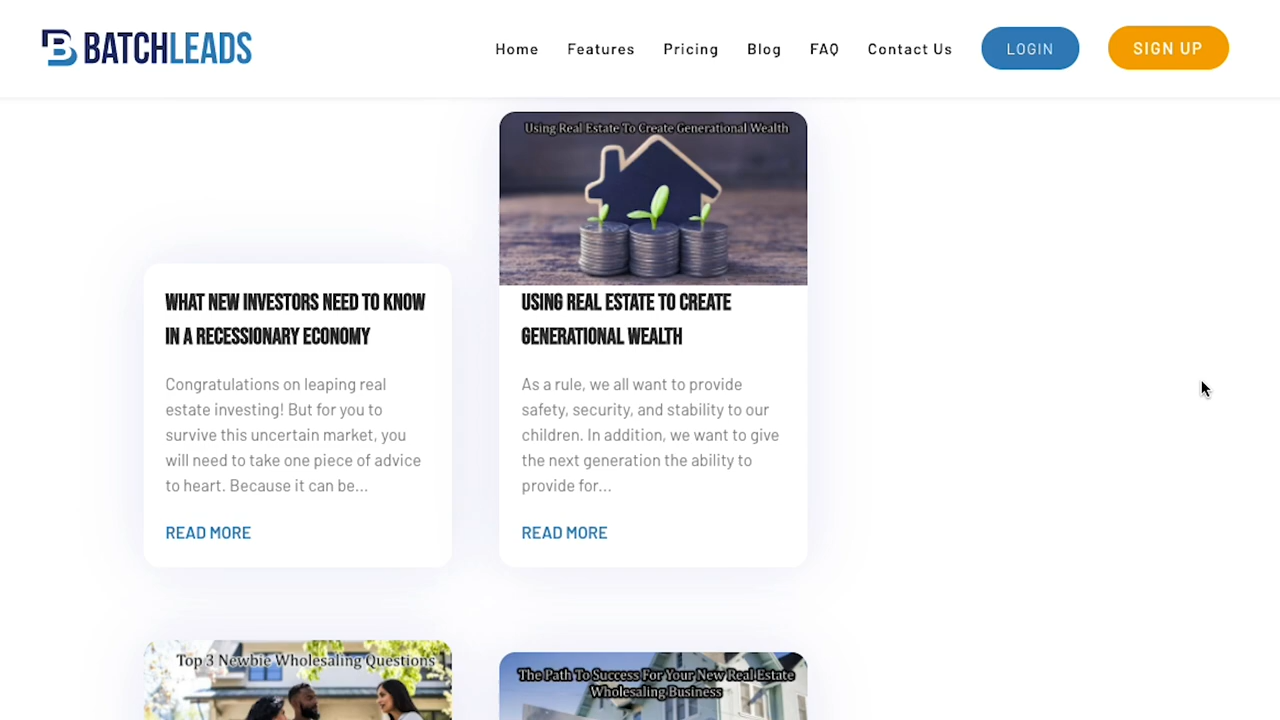 BATCHLEADS
Home Features Pricing Blog FAQ Contact Us LOGIN SIGN UP
Using Real Estate To Create Generational Wealth
WHAT NEW INVESTORS NEED TO KNOW
IN A RECESSIONARY ECONOMY
Congratulations on leaping real
estate investing! But for you to
survive this uncertain market, you
will need to take one piece of advice
to heart. Because it can be...
READ MORE
USING REAL ESTATE TO CREATE
GENERATIONAL WEALTH
As a rule, we all want to provide
safety, security, and stability to our
children. In addition, we want to give
the next generation the ability to
provide for...
READ MORE
Top 3 Newbie Wholesaling Questions
The Path To Success For Your New Real Estate
Wholesaling Business